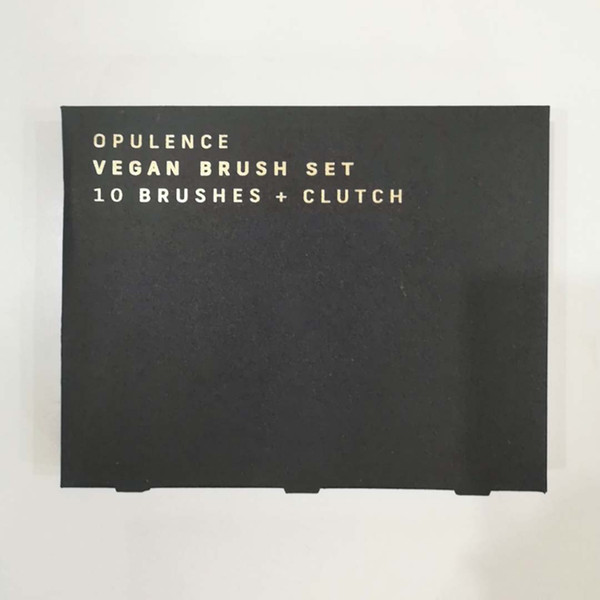 OPULENCE
VEGAN BRUSH SET
10 BRUSHES + CLUTCH